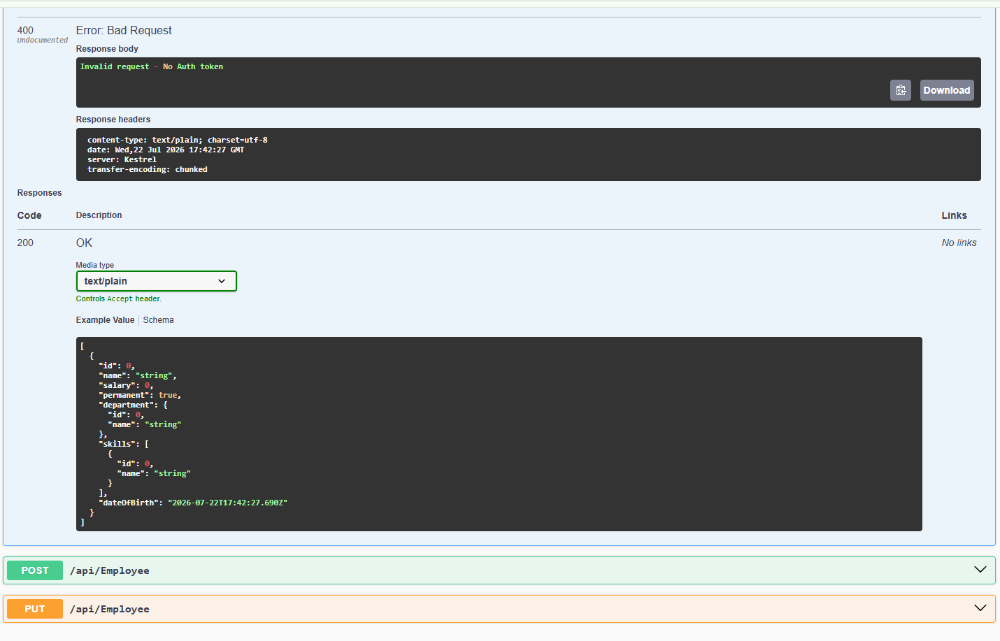 400
Undocumented
Error: Bad Request
Response body
Invalid request - No Auth token
Download
Response headers
content-type: text/plain; charset=utf-8
date: Wed,22 Jul 2026 17:42:27 GMT
server: Kestrel
transfer-encoding: chunked
Responses
Code Description Links
200 OK No links
Media type
text/plain
Controls Accept header.
Example Value Schema
[
{
"id": 0,
"name": "string",
"salary": 0,
"permanent": true,
"department": {
"id": 0,
"name": "string"
},
"skills": [
{
"id": 0,
"name": "string"
}
],
"dateOfBirth": "2026-07-22T17:42:27.690Z"
}
]
POST /api/Employee
PUT /api/Employee